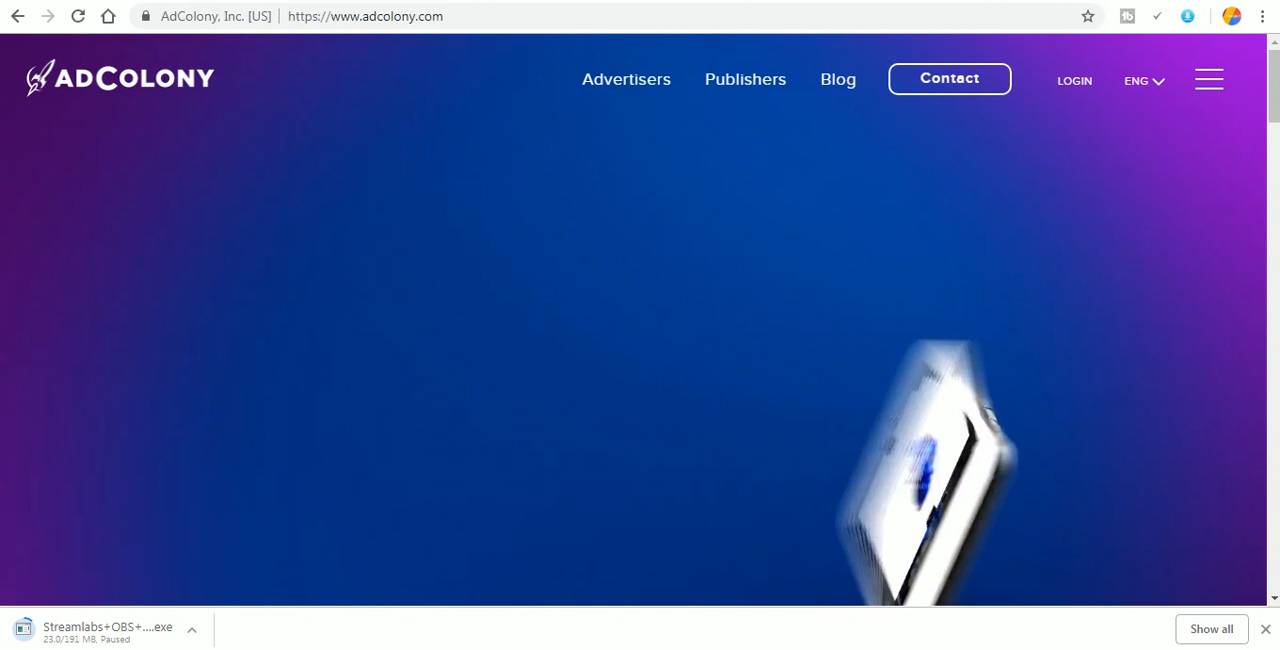 AdColony, Inc. [US] https://www.adcolony.com
ADCOLONY
Advertisers Publishers Blog Contact LOGIN ENG
Streamlabs+OBS+....exe
23.0/191 MB, Paused
Show all